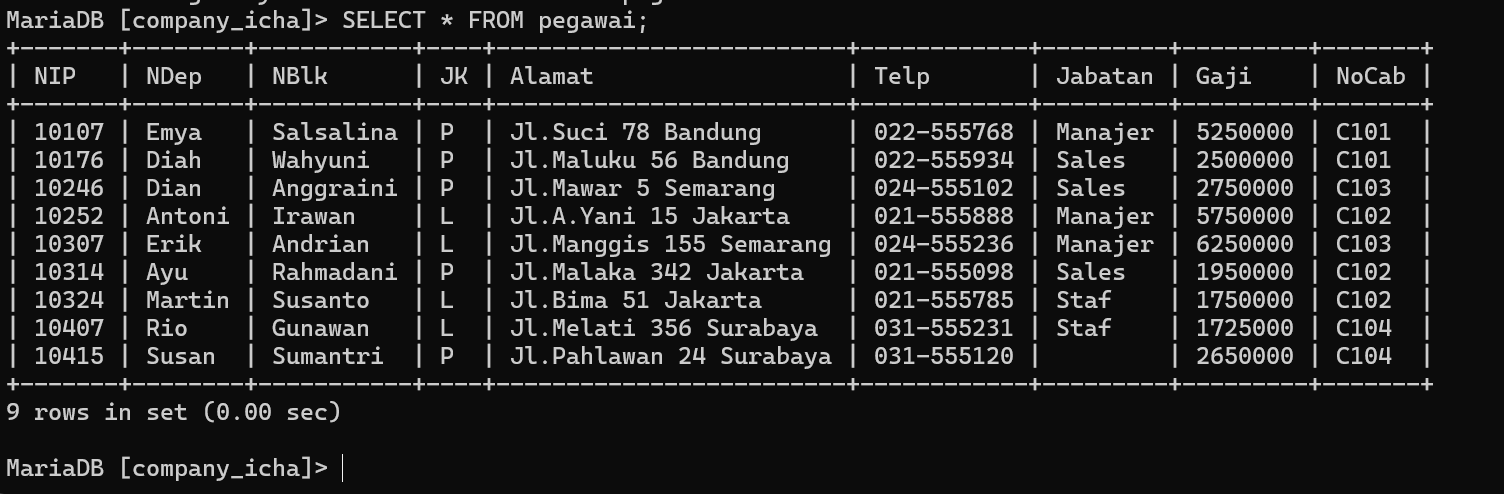 MariaDB [company_icha]> SELECT * FROM pegawai;
+-------+--------+-----------+----+-------------------------+------------+---------+---------+-------+
| NIP   | NDep   | NBlk      | JK | Alamat                  | Telp       | Jabatan | Gaji    | NoCab |
+-------+--------+-----------+----+-------------------------+------------+---------+---------+-------+
| 10107 | Emya   | Salsalina | P  | Jl.Suci 78 Bandung      | 022-555768 | Manajer | 5250000 | C101  |
| 10176 | Diah   | Wahyuni   | P  | Jl.Maluku 56 Bandung    | 022-555934 | Sales   | 2500000 | C101  |
| 10246 | Dian   | Anggraini | P  | Jl.Mawar 5 Semarang     | 024-555102 | Sales   | 2750000 | C103  |
| 10252 | Antoni | Irawan    | L  | Jl.A.Yani 15 Jakarta    | 021-555888 | Manajer | 5750000 | C102  |
| 10307 | Erik   | Andrian   | L  | Jl.Manggis 155 Semarang | 024-555236 | Manajer | 6250000 | C103  |
| 10314 | Ayu    | Rahmadani | P  | Jl.Malaka 342 Jakarta   | 021-555098 | Sales   | 1950000 | C102  |
| 10324 | Martin | Susanto   | L  | Jl.Bima 51 Jakarta      | 021-555785 | Staf    | 1750000 | C102  |
| 10407 | Rio    | Gunawan   | L  | Jl.Melati 356 Surabaya  | 031-555231 | Staf    | 1725000 | C104  |
| 10415 | Susan  | Sumantri  | P  | Jl.Pahlawan 24 Surabaya | 031-555120 |         | 2650000 | C104  |
+-------+--------+-----------+----+-------------------------+------------+---------+---------+-------+
9 rows in set (0.00 sec)
MariaDB [company_icha]>